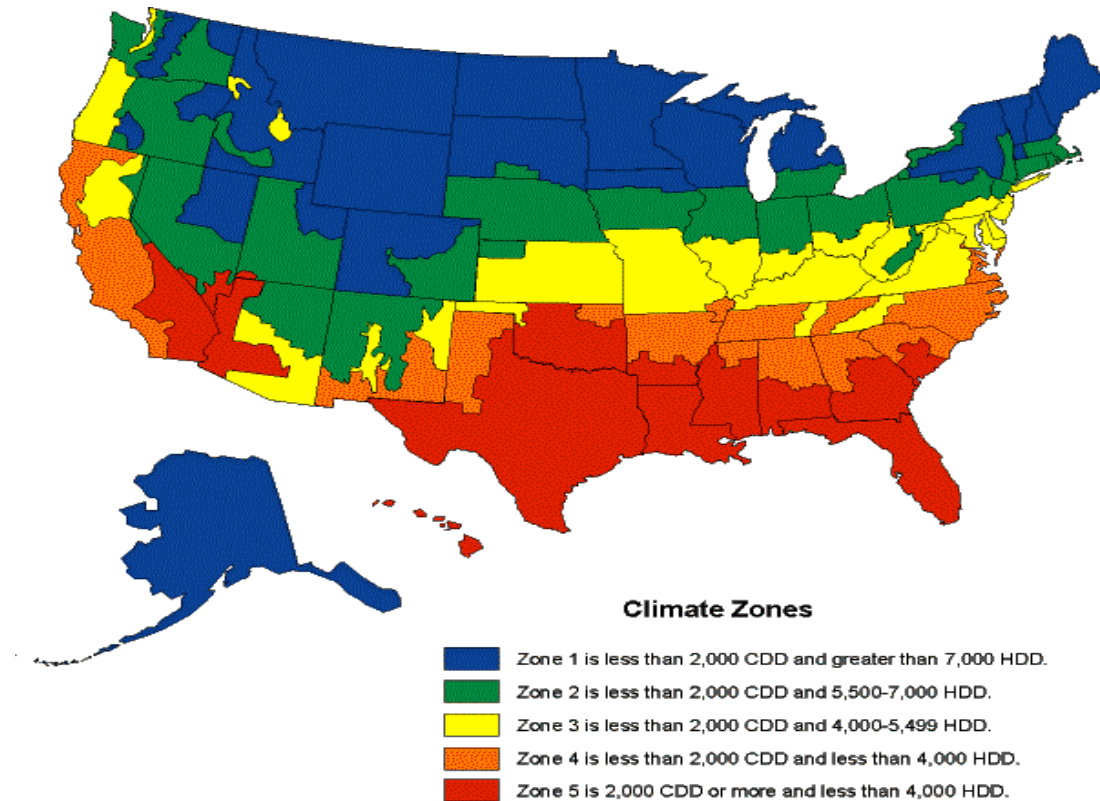 Climate Zones
Zone 1 is less than 2,000 CDD and greater than 7,000 HDD.
Zone 2 is less than 2,000 CDD and 5,500-7,000 HDD.
Zone 3 is less than 2,000 CDD and 4,000-5,499 HDD.
Zone 4 is less than 2,000 CDD and less than 4,000 HDD.
Zone 5 is 2,000 CDD or more and less than 4,000 HDD.